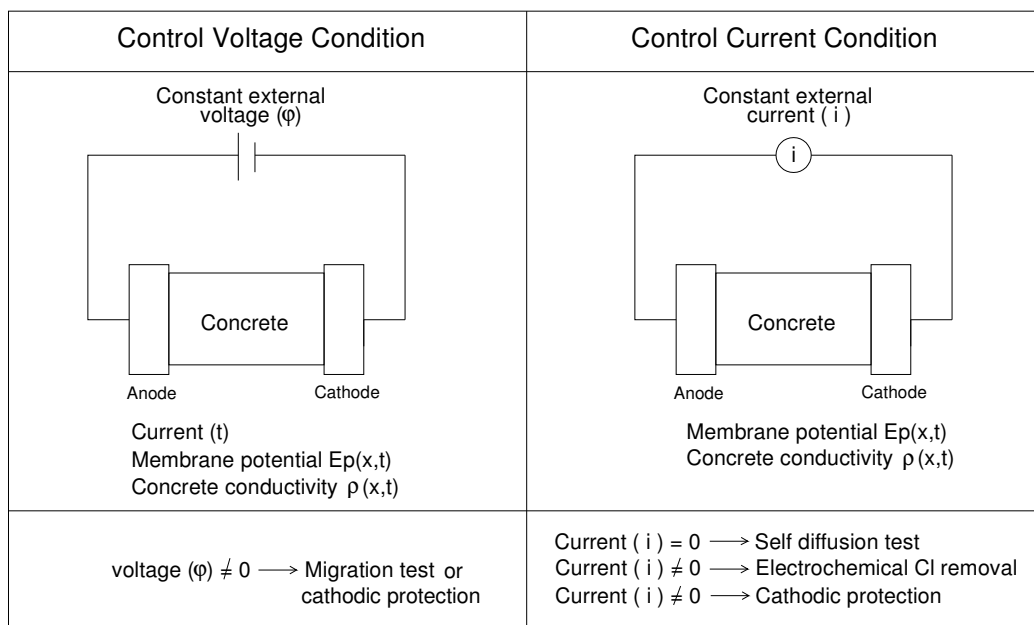 Control Voltage Condition
Constant external
voltage (φ)
Concrete
Anode
Cathode
Current (t)
Membrane potential Ep(x,t)
Concrete conductivity ρ(x,t)
voltage (φ) ≠ 0 → Migration test or
cathodic protection
Control Current Condition
Constant external
current ( i )
i
Concrete
Anode
Cathode
Membrane potential Ep(x,t)
Concrete conductivity ρ(x,t)
Current ( i ) = 0 → Self diffusion test
Current ( i ) ≠ 0 → Electrochemical Cl removal
Current ( i ) ≠ 0 → Cathodic protection